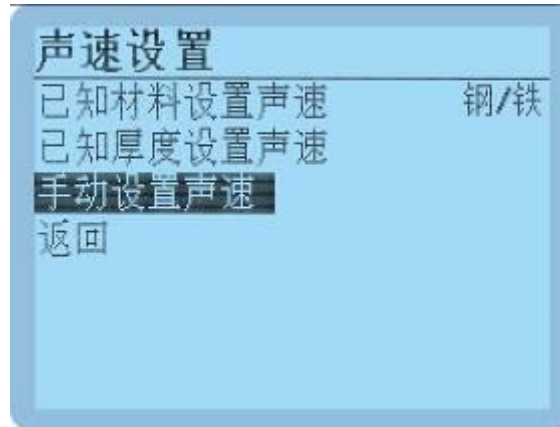 声速设置
已知材料设置声速 钢/铁
已知厚度设置声速
手动设置声速
返回